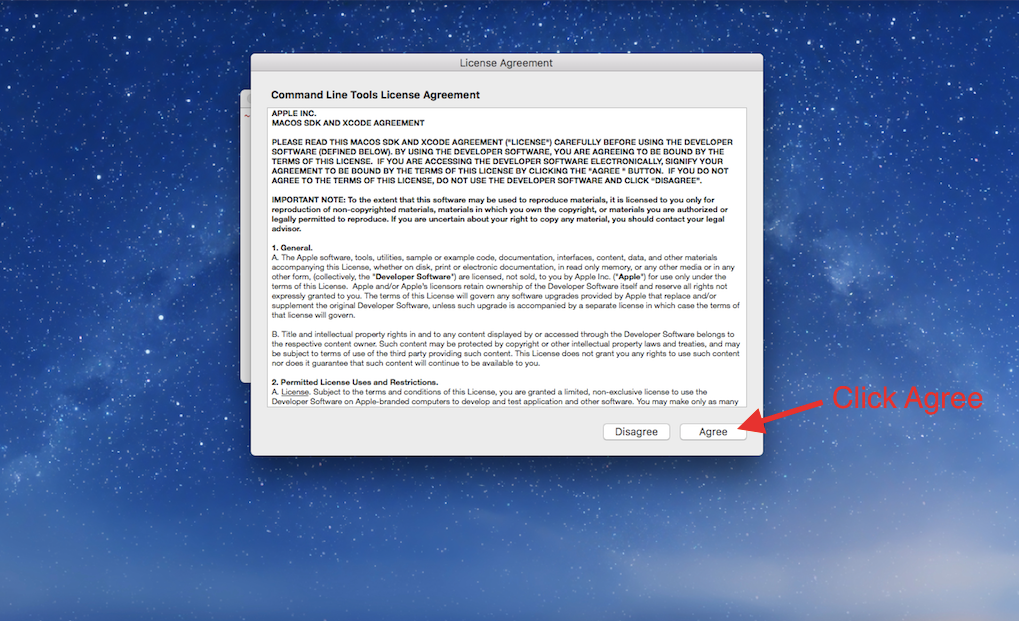 License Agreement
Command Line Tools License Agreement
APPLE INC.
MACOS SDK AND XCODE AGREEMENT
PLEASE READ THIS MACOS SDK AND XCODE AGREEMENT ("LICENSE") CAREFULLY BEFORE USING THE DEVELOPER
SOFTWARE (DEFINED BELOW). BY USING THE DEVELOPER SOFTWARE, YOU ARE AGREEING TO BE BOUND BY THE
TERMS OF THIS LICENSE.  IF YOU ARE ACCESSING THE DEVELOPER SOFTWARE ELECTRONICALLY, SIGNIFY YOUR
AGREEMENT TO BE BOUND BY THE TERMS OF THIS LICENSE BY CLICKING THE "AGREE " BUTTON.  IF YOU DO NOT
AGREE TO THE TERMS OF THIS LICENSE, DO NOT USE THE DEVELOPER SOFTWARE AND CLICK “DISAGREE”.
IMPORTANT NOTE: To the extent that this software may be used to reproduce materials, it is licensed to you only for
reproduction of non-copyrighted materials, materials in which you own the copyright, or materials you are authorized or
legally permitted to reproduce. If you are uncertain about your right to copy any material, you should contact your legal
advisor.
1. General.
A. The Apple software, tools, utilities, sample or example code, documentation, interfaces, content, data, and other materials
accompanying this License, whether on disk, print or electronic documentation, in read only memory, or any other media or in any
other form, (collectively, the "Developer Software") are licensed, not sold, to you by Apple Inc. ("Apple") for use only under the
terms of this License.  Apple and/or Apple's licensors retain ownership of the Developer Software itself and reserve all rights not
expressly granted to you. The terms of this License will govern any software upgrades provided by Apple that replace and/or
supplement the original Developer Software, unless such upgrade is accompanied by a separate license in which case the terms of
that license will govern.
B. Title and intellectual property rights in and to any content displayed by or accessed through the Developer Software belongs to
the respective content owner. Such content may be protected by copyright or other intellectual property laws and treaties, and may
be subject to terms of use of the third party providing such content. This License does not grant you any rights to use such content
nor does it guarantee that such content will continue to be available to you.
2. Permitted License Uses and Restrictions.
A. License. Subject to the terms and conditions of this License, you are granted a limited, non-exclusive license to use the
Developer Software on Apple-branded computers to develop and test application and other software. You may make only as many
Click Agree
Disagree
Agree